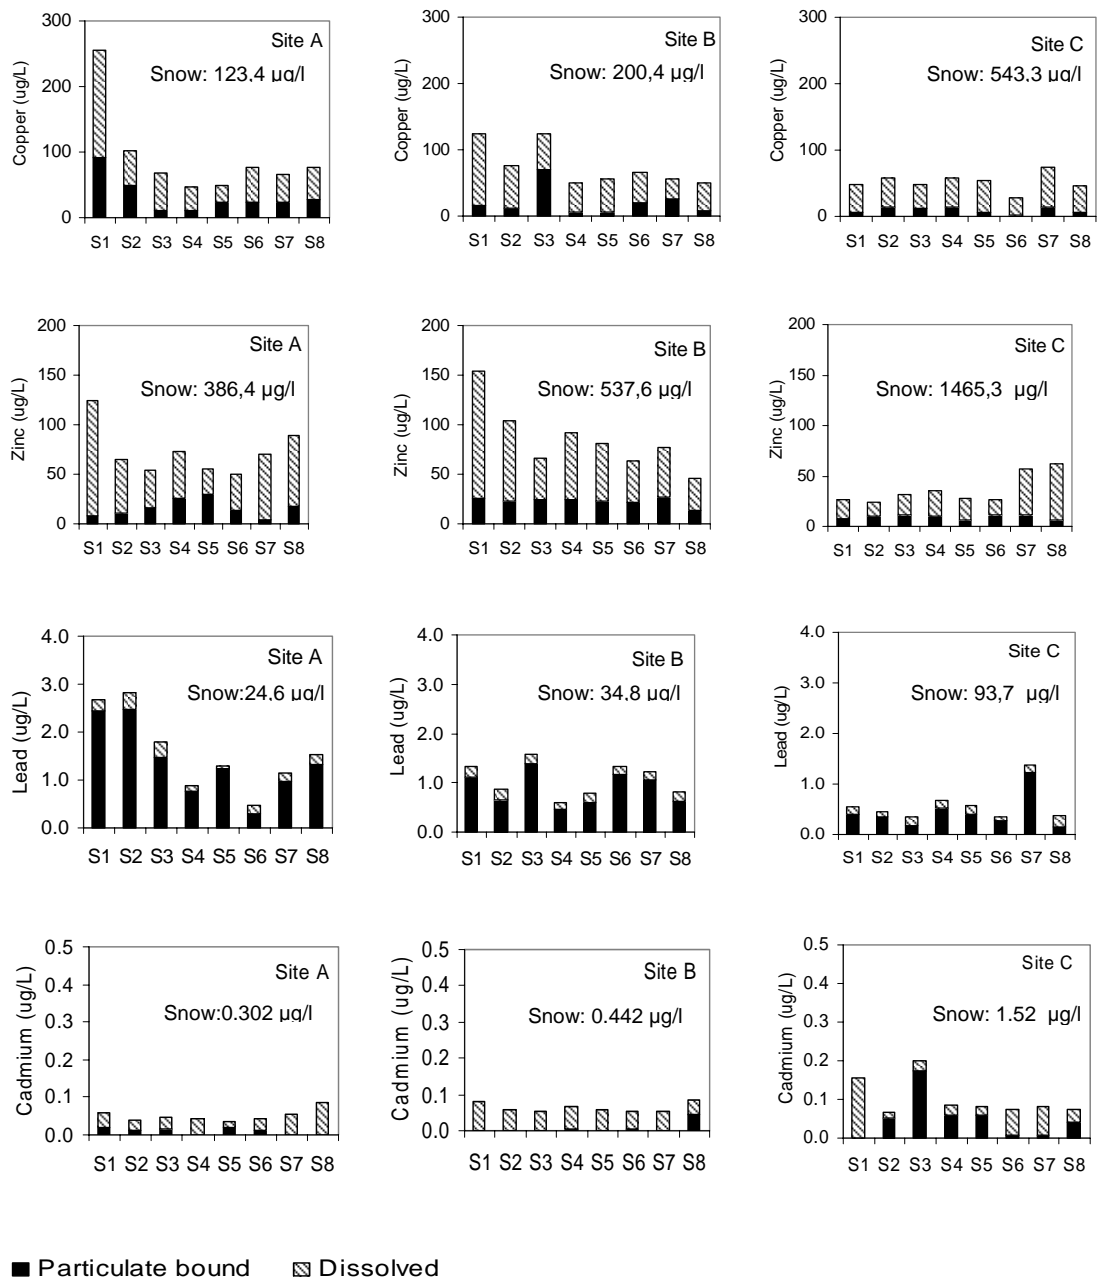 300
200
100
0
Copper (ug/L)
Site A
Snow: 123,4 µg/l
S1 S2 S3 S4 S5 S6 S7 S8
300
200
100
0
Copper (ug/L)
Site B
Snow: 200,4 µg/l
S1 S2 S3 S4 S5 S6 S7 S8
300
200
100
0
Copper (ug/L)
Site C
Snow: 543.3 µg/l
S1 S2 S3 S4 S5 S6 S7 S8
200
150
100
50
0
Zinc (ug/L)
Site A
Snow: 386,4 µg/l
S1 S2 S3 S4 S5 S6 S7 S8
200
150
100
50
0
Zinc (ug/L)
Site B
Snow: 537,6 µg/l
S1 S2 S3 S4 S5 S6 S7 S8
200
150
100
50
0
Zinc (ug/L)
Site C
Snow: 1465,3 µg/l
S1 S2 S3 S4 S5 S6 S7 S8
4.0
3.0
2.0
1.0
0.0
Lead (ug/L)
Site A
Snow:24,6 µg/l
S1 S2 S3 S4 S5 S6 S7 S8
4.0
3.0
2.0
1.0
0.0
Lead (ug/L)
Site B
Snow: 34.8 µg/l
S1 S2 S3 S4 S5 S6 S7 S8
4.0
3.0
2.0
1.0
0.0
Lead (ug/L)
Site C
Snow: 93,7 µg/l
S1 S2 S3 S4 S5 S6 S7 S8
0.5
0.4
0.3
0.2
0.1
0.0
Cadmium (ug/L)
Site A
Snow:0.302 µg/l
S1 S2 S3 S4 S5 S6 S7 S8
0.5
0.4
0.3
0.2
0.1
0.0
Cadmium (ug/L)
Site B
Snow: 0.442 µg/l
S1 S2 S3 S4 S5 S6 S7 S8
0.5
0.4
0.3
0.2
0.1
0.0
Cadmium (ug/L)
Site C
Snow: 1.52 µg/l
S1 S2 S3 S4 S5 S6 S7 S8
Particulate bound Dissolved